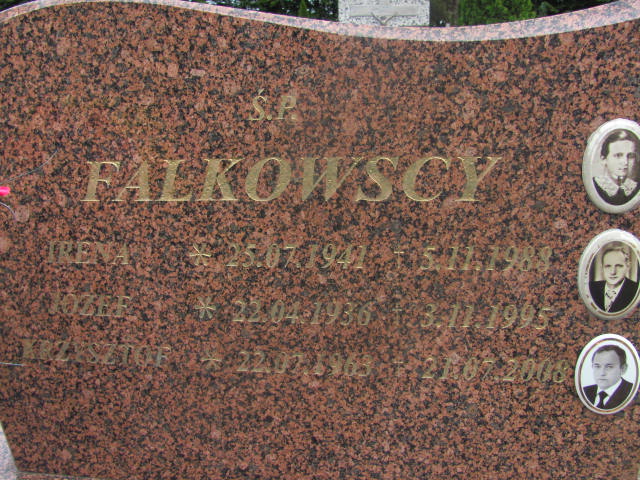 Ś.P.
FALKOWSCY
IRENA * 25.07.1941 - 5.11.1988
JÓZEF * 22.04.1936 - 3.11.1995
KRZYSZTOF * 22.07.1965 - 21.07.2008